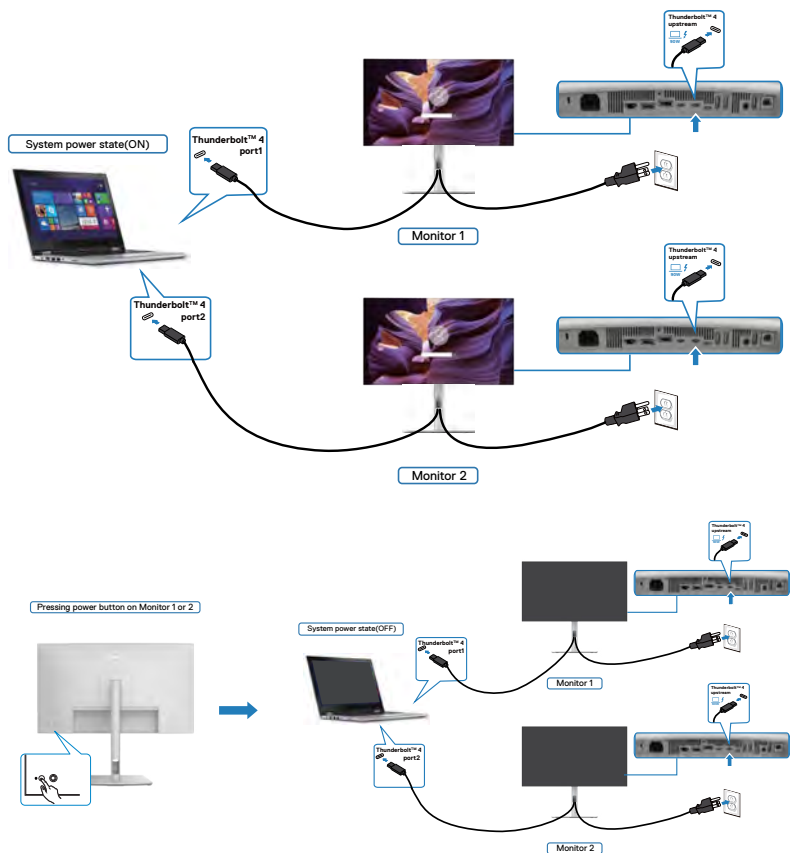 Thunderbolt™ 4
upstream
90W
System power state(ON)
Thunderbolt™ 4
port1
Monitor 1
Thunderbolt™ 4
upstream
90W
Thunderbolt™ 4
port2
Monitor 2
Thunderbolt™ 4
upstream
Pressing power button on Monitor 1 or 2
System power state(OFF)
Thunderbolt™ 4
port1
Monitor 1
Thunderbolt™ 4
upstream
Thunderbolt™ 4
port2
Monitor 2